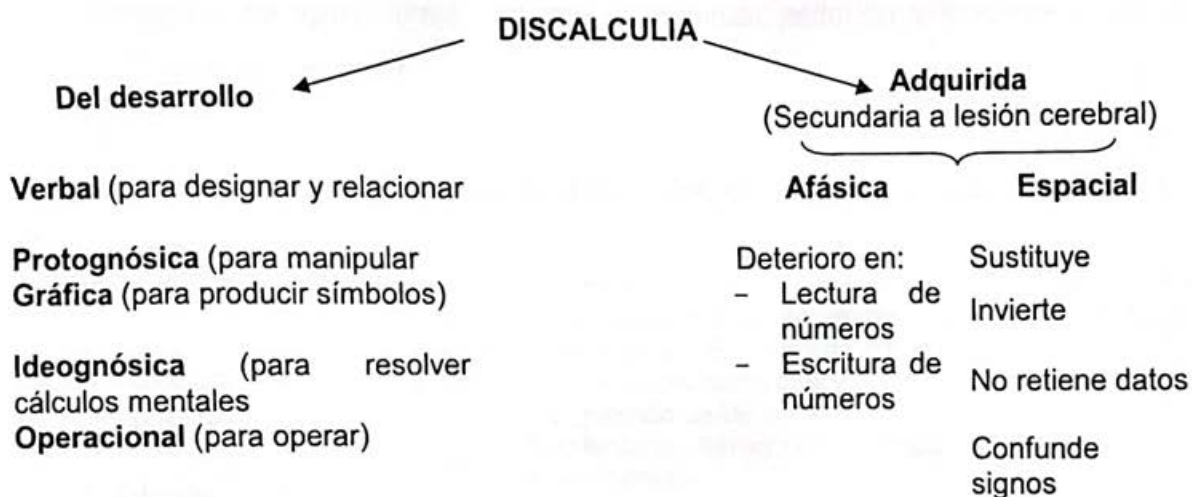 DISCALCULIA
Del desarrollo
Verbal (para designar y relacionar
Protognósica (para manipular
Gráfica (para producir símbolos)
Ideognósica (para resolver
cálculos mentales
Operacional (para operar)
Adquirida
(Secundaria a lesión cerebral)
Afásica
Deterioro en:
– Lectura de
números
– Escritura de
números
Espacial
Sustituye
Invierte
No retiene datos
Confunde
signos